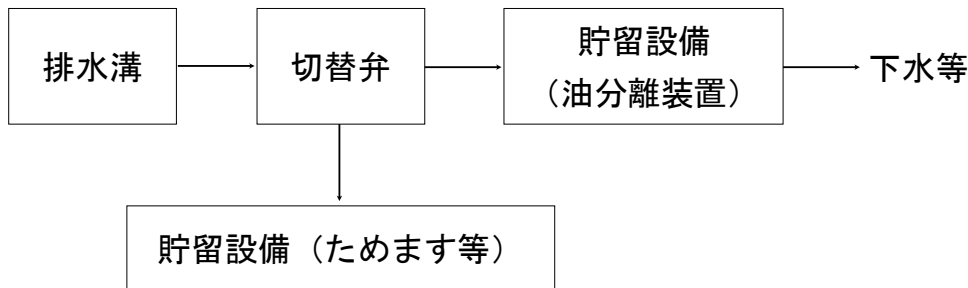 排水溝
切替弁
貯留設備
（油分離装置）
下水等
貯留設備（ためます等）